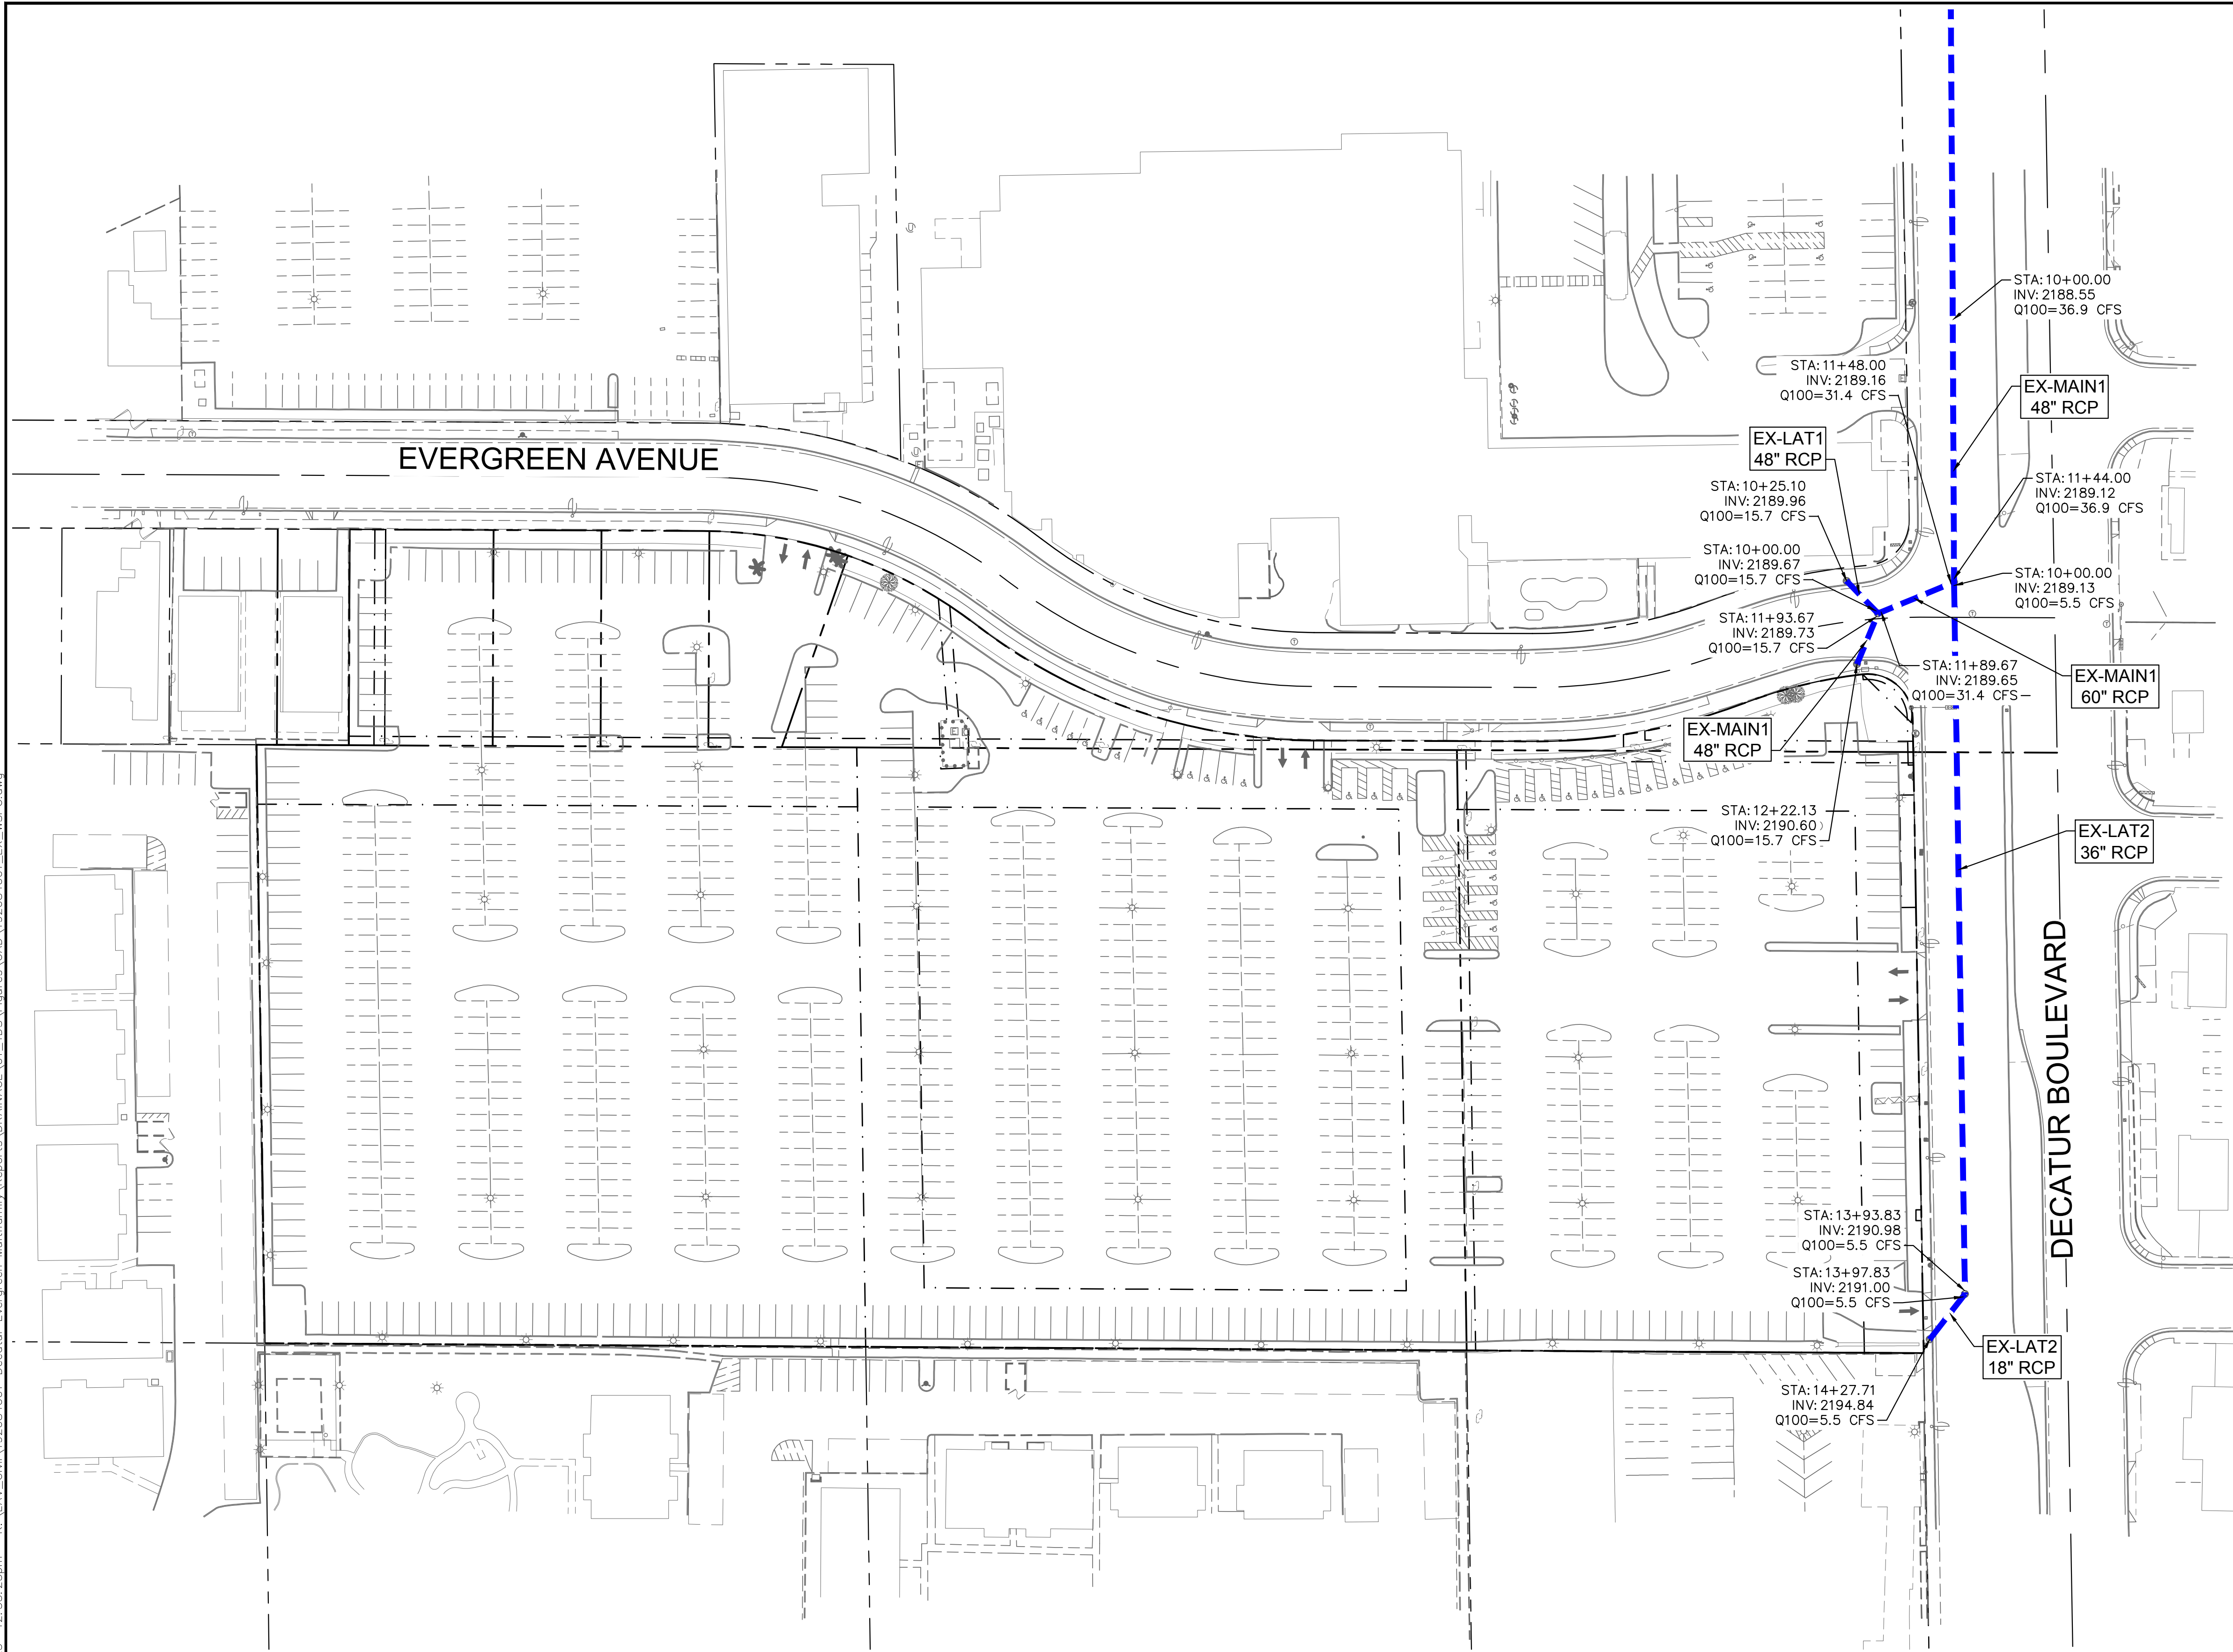 STA: 10+00.00
INV: 2188.55
Q100=36.9 CFS
STA: 11+48.00
INV: 2189.16
Q100=31.4 CFS
EX-MAIN1
48" RCP
EX-LAT1
48" RCP
EVERGREEN AVENUE
STA: 10+25.10
INV: 2189.96
Q100=15.7 CFS
STA: 11+44.00
INV: 2189.12
Q100=36.9 CFS
STA: 10+00.00
INV: 2189.67
Q100=15.7 CFS
STA: 10+00.00
INV: 2189.13
Q100=5.5 CFS
STA: 11+93.67
INV: 2189.73
Q100=15.7 CFS
STA: 11+89.67
INV: 2189.65
Q100=31.4 CFS
EX-MAIN1
60" RCP
EX-MAIN1
48" RCP
STA: 12+22.13
INV: 2190.60
Q100=15.7 CFS
EX-LAT2
36" RCP
DECATUR BOULEVARD
STA: 13+93.83
INV: 2190.98
Q100=5.5 CFS
STA: 13+97.83
INV: 2191.00
Q100=5.5 CFS
EX-LAT2
18" RCP
STA: 14+27.71
INV: 2194.84
Q100=5.5 CFS